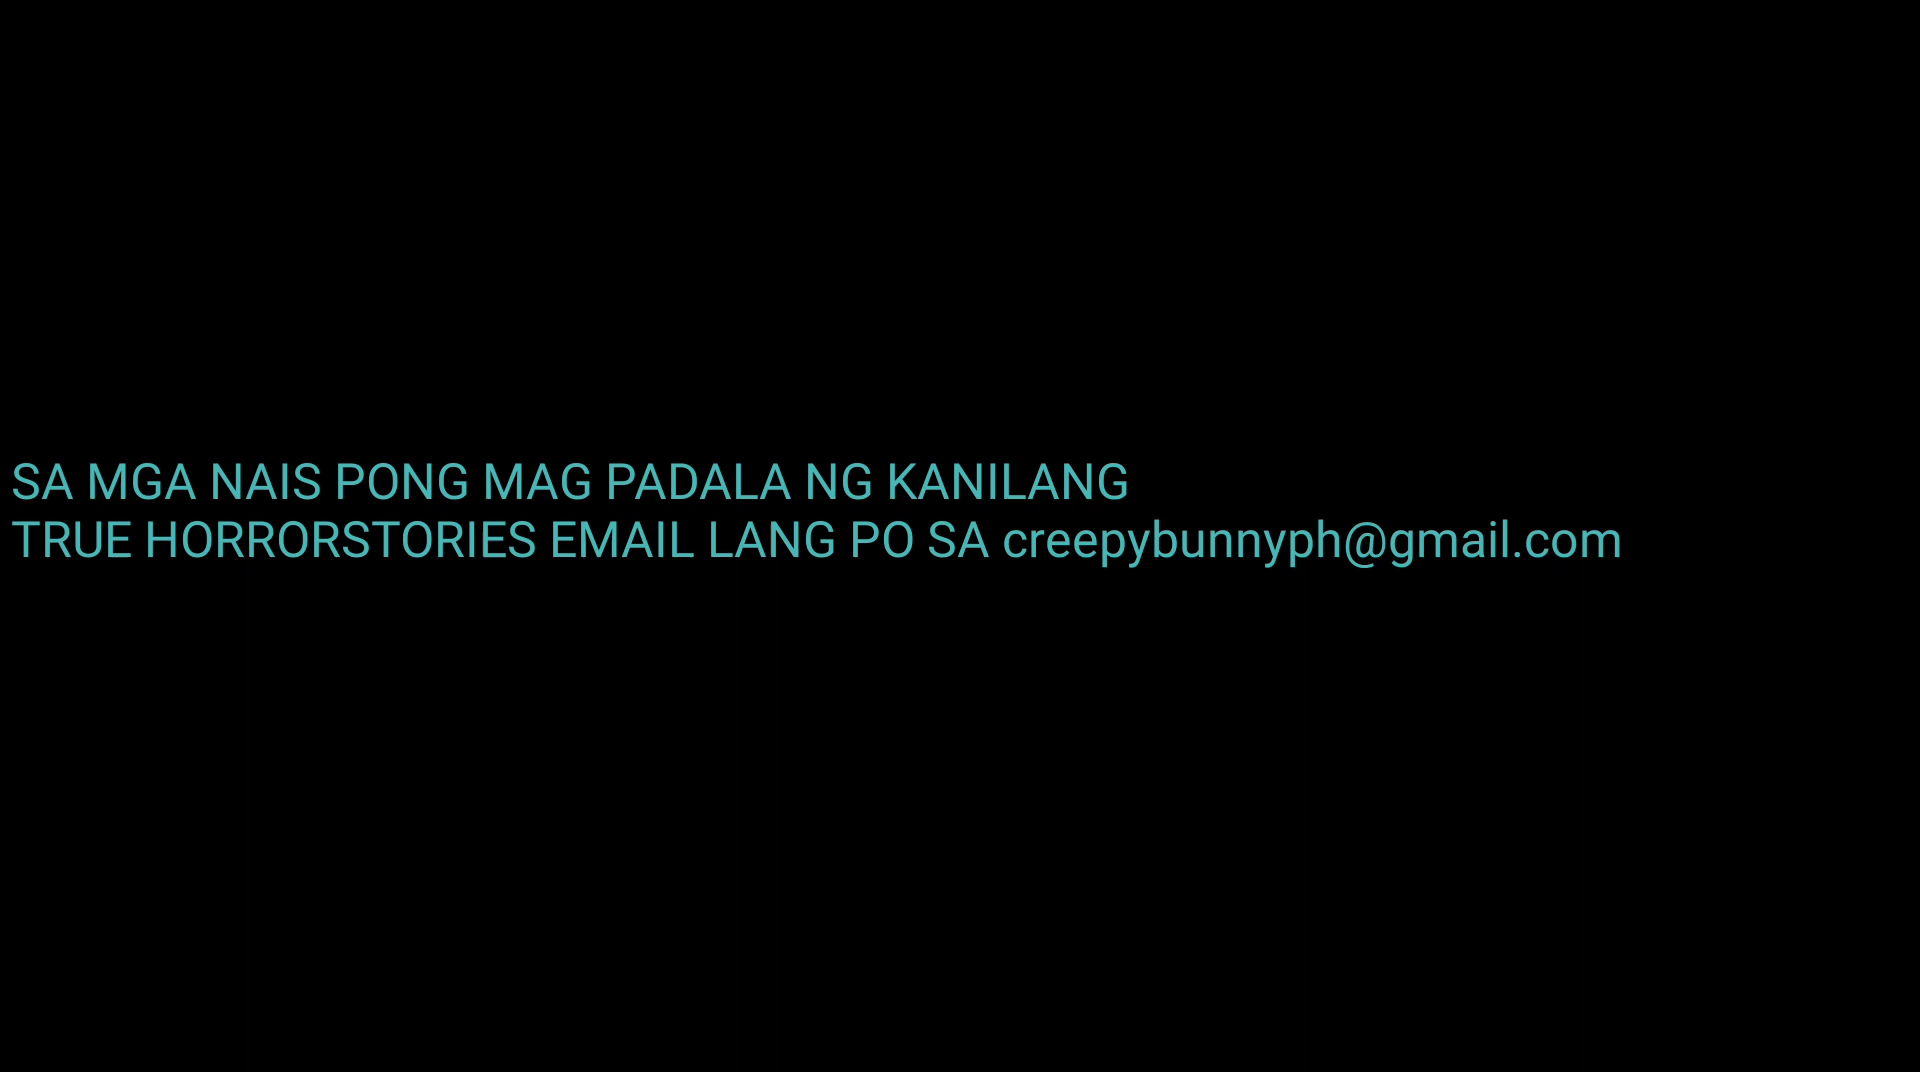 SA MGA NAIS PONG MAG PADALA NG KANILANG
TRUE HORRORSTORIES EMAIL LANG PO SA creepybunnyph@gmail.com